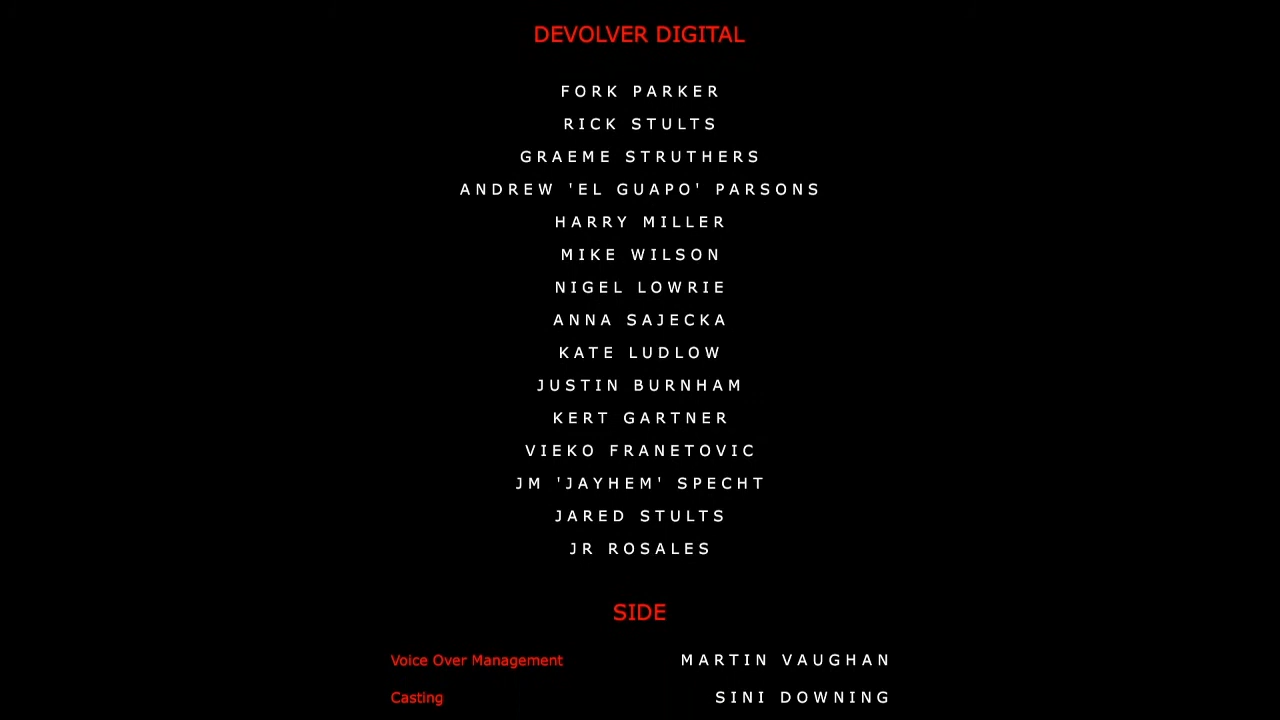 DEVOLVER DIGITAL
FORK PARKER
RICK STULTS
GRAEME STRUTHERS
ANDREW 'EL GUAPO' PARSONS
HARRY MILLER
MIKE WILSON
NIGEL LOWRIE
ANNA SAJECKA
KATE LUDLOW
JUSTIN BURNHAM
KERT GARTNER
VIEKO FRANETOVIC
JM 'JAYHEM' SPECHT
JARED STULTS
JR ROSALES
SIDE
Voice Over Management MARTIN VAUGHAN
Casting SINI DOWNING